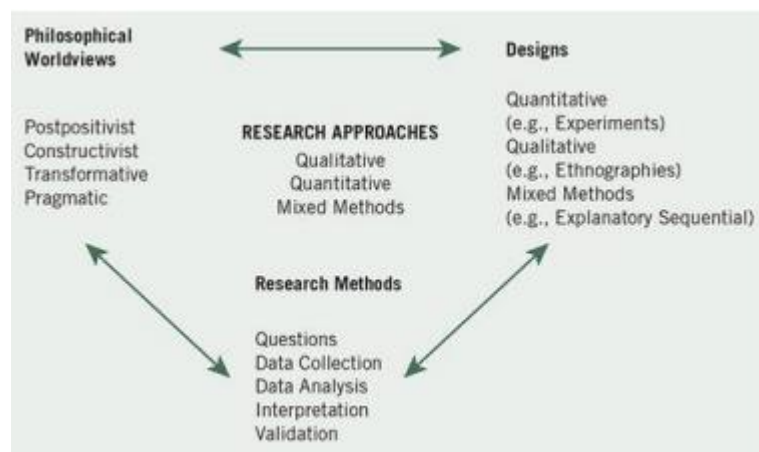 Philosophical
Worldviews
Postpositivist
Constructivist
Transformative
Pragmatic
RESEARCH APPROACHES
Qualitative
Quantitative
Mixed Methods
Designs
Quantitative
(e.g., Experiments)
Qualitative
(e.g., Ethnographies)
Mixed Methods
(e.g., Explanatory Sequential)
Research Methods
Questions
Data Collection
Data Analysis
Interpretation
Validation